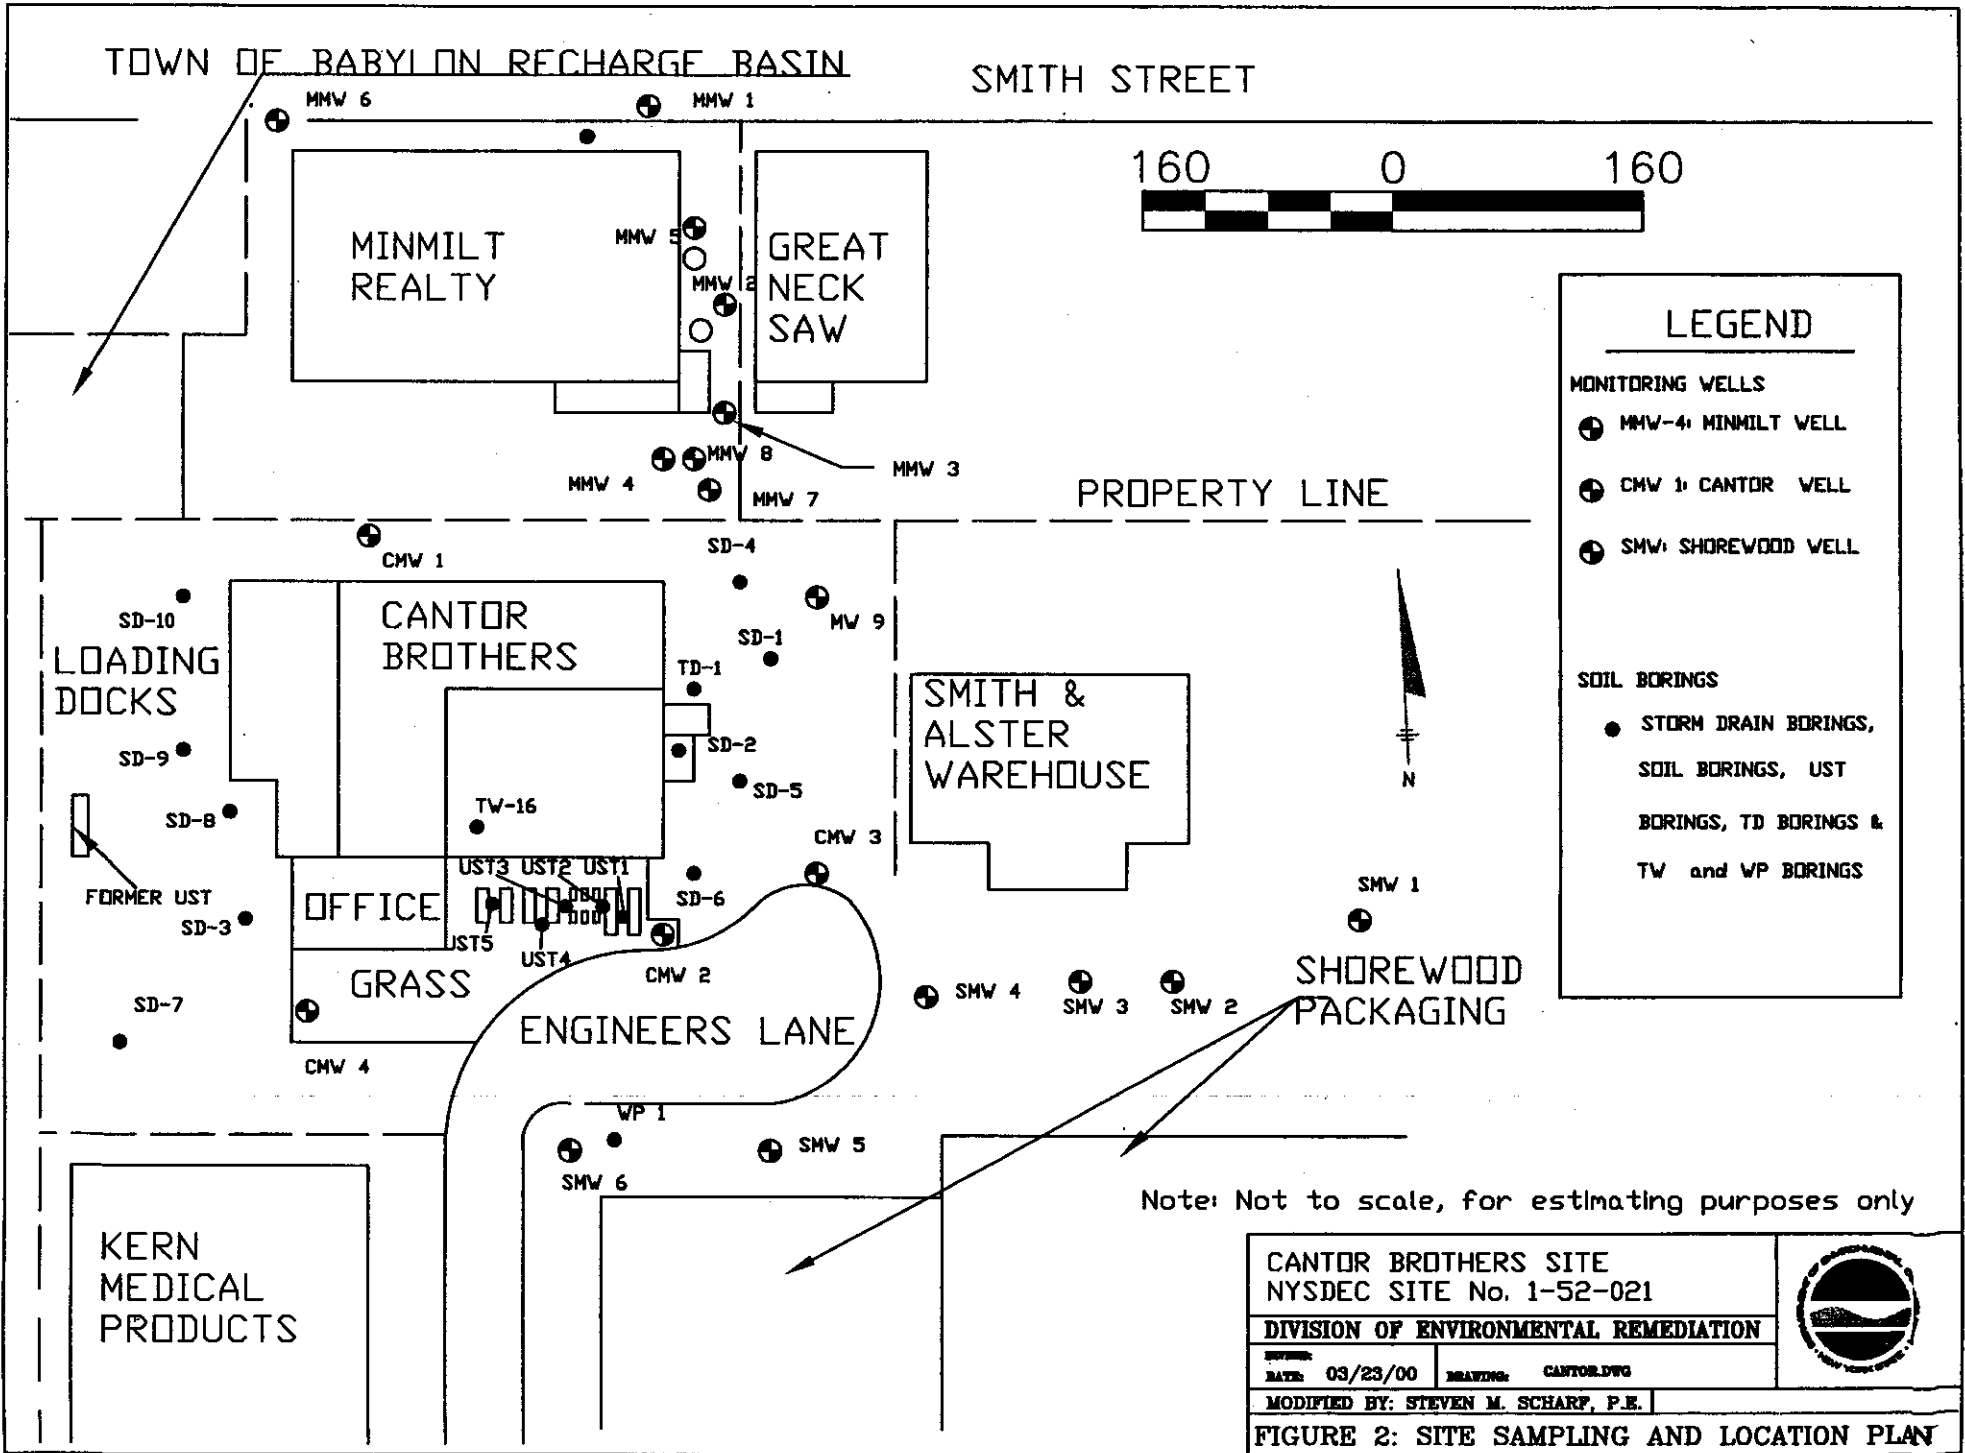 TOWN OF BABYLON RECHARGE BASIN
SMITH STREET
MMW 6
MMW 1
160 0 160
MINMILT
REALTY
MMW 5
MMW 2
GREAT
NECK
SAW
MMW 8
MMW 3
MMW 4
MMW 7
PROPERTY LINE
LEGEND
MONITORING WELLS
MMW-4: MINMILT WELL
CMW 1: CANTOR WELL
SMW: SHOREWOOD WELL
SOIL BORINGS
STORM DRAIN BORINGS,
SOIL BORINGS, UST
BORINGS, TD BORINGS &
TW and WP BORINGS
CMW 1
SD-4
SD-10
CANTOR
BROTHERS
MW 9
SD-1
LOADING
DOCKS
TD-1
SMITH &
ALSTER
WAREHOUSE
SD-9
SD-2
SD-5
N
SD-8
TW-16
CMW 3
UST3 UST2 UST1
FORMER UST
OFFICE
SD-6
SMW 1
SD-3
UST5
UST4
CMW 2
GRASS
SHOREWOOD
PACKAGING
SMW 4
SMW 3
SMW 2
SD-7
ENGINEERS LANE
CMW 4
WP 1
SMW 5
SMW 6
KERN
MEDICAL
PRODUCTS
Note: Not to scale, for estimating purposes only
CANTOR BROTHERS SITE
NYSDEC SITE No. 1-52-021
DIVISION OF ENVIRONMENTAL REMEDIATION
DATE: 03/23/00
DRAWING: CANTOR.DWG
MODIFIED BY: STEVEN M. SCHARF, P.E.
FIGURE 2: SITE SAMPLING AND LOCATION PLAN